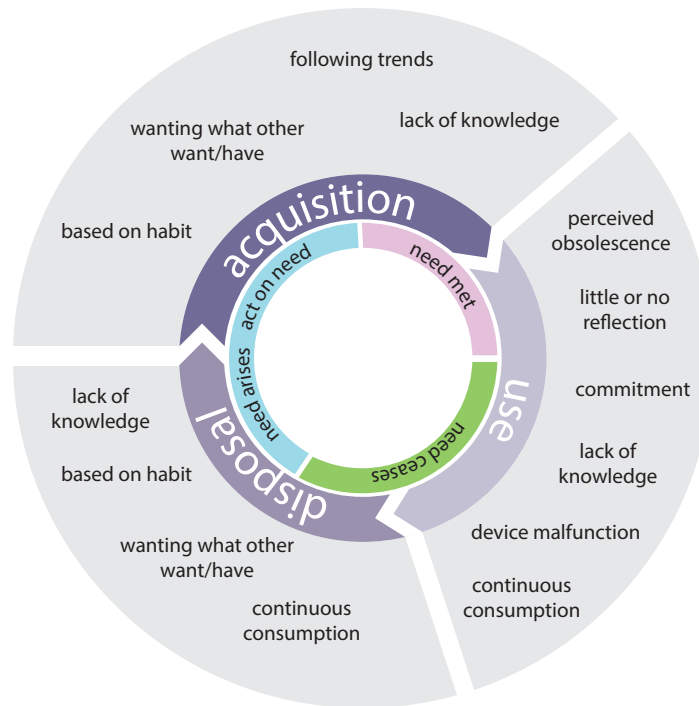 following trends
lack of knowledge
wanting what other
want/have
based on habit
acquisition
act on need
need met
perceived
obsolescence
little or no
reflection
commitment
lack of
knowledge
device malfunction
continuous
consumption
use
need ceases
need arises
disposal
lack of
knowledge
based on habit
wanting what other
want/have
continuous
consumption